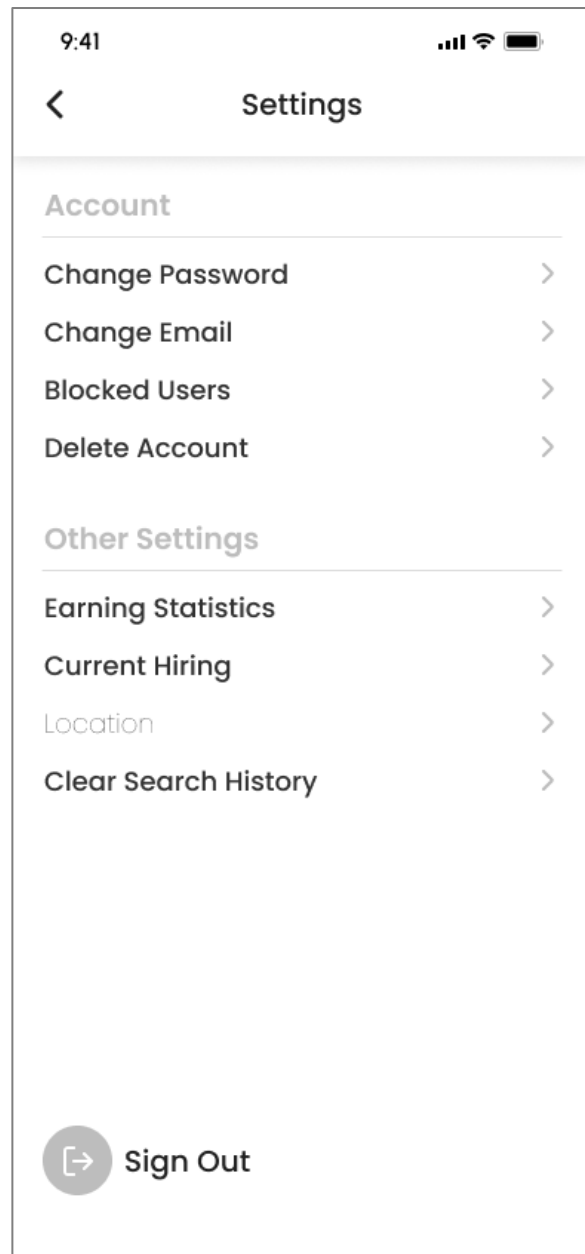 9:41
Settings
Account
Change Password
Change Email
Blocked Users
Delete Account
Other Settings
Earning Statistics
Current Hiring
Location
Clear Search History
Sign Out